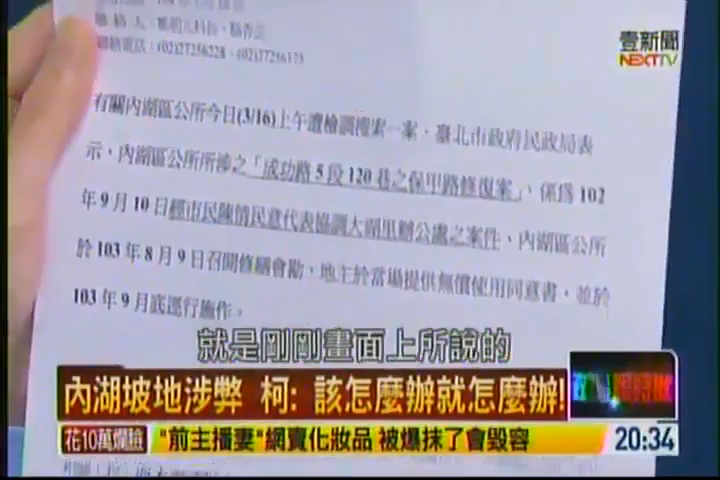 聯絡電話：(02)27256228、(02)27256175
壹新聞
NEXTTV
有關內湖區公所今日(3/16)上午遭檢調搜索一案，臺北市政府民政局表
示，內湖區公所所涉之「成功路5段120巷之保甲路修復案」，係為102
年9月10日經市民陳情民意代表協調大湖里辦公處之案件，內湖區公所
於103年8月9日召開修繕會勘，地主於當場提供無償使用同意書，並於
103年9月底逕行施作。
就是剛剛畫面上所說的
內湖坡地涉弊 柯：該怎麼辦就怎麼辦！
花10萬爛臉
"前主播妻"網賣化妝品 被爆抹了會毀容
20:34